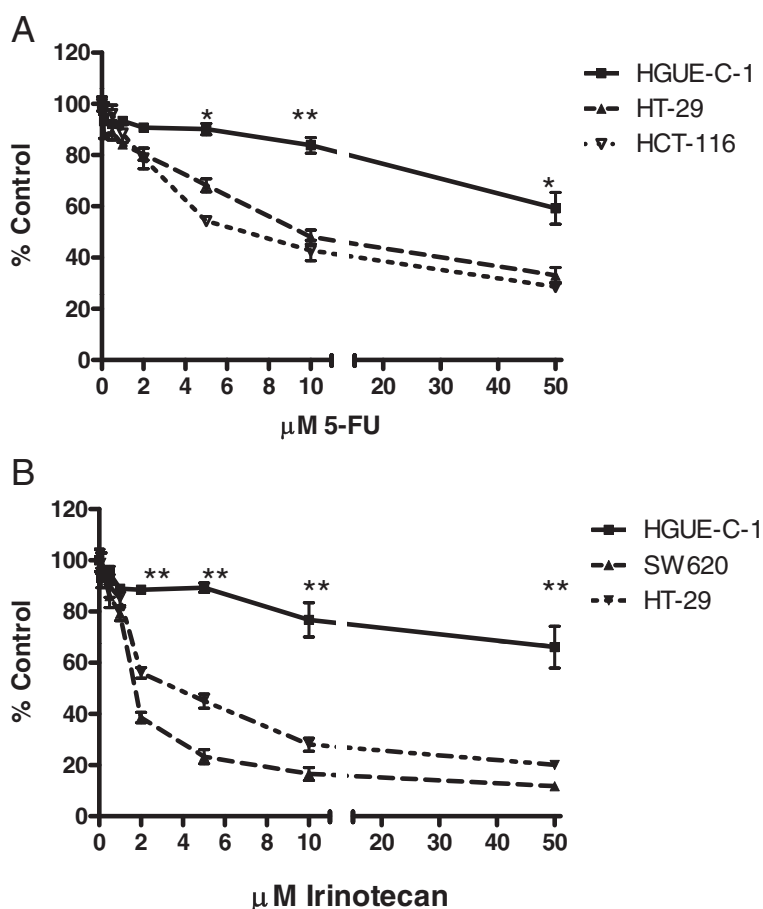 A
120
100
80
60
40
20
0
% Control
* ** *
0 2 4 6 8 10 20 30 40 50
μM 5-FU
HGUE-C-1
HT-29
HCT-116
B
120
100
80
60
40
20
0
% Control
** ** ** **
0 2 4 6 8 10 20 30 40 50
μM Irinotecan
HGUE-C-1
SW620
HT-29